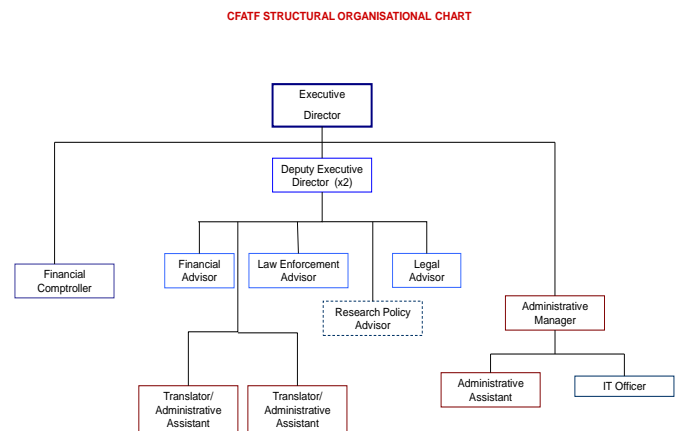 CFATF STRUCTURAL ORGANISATIONAL CHART
Executive
Director
Deputy Executive
Director (x2)
Financial
Advisor
Law Enforcement
Advisor
Legal
Advisor
Financial
Comptroller
Research Policy
Advisor
Administrative
Manager
Translator/
Administrative
Assistant
Translator/
Administrative
Assistant
Administrative
Assistant
IT Officer